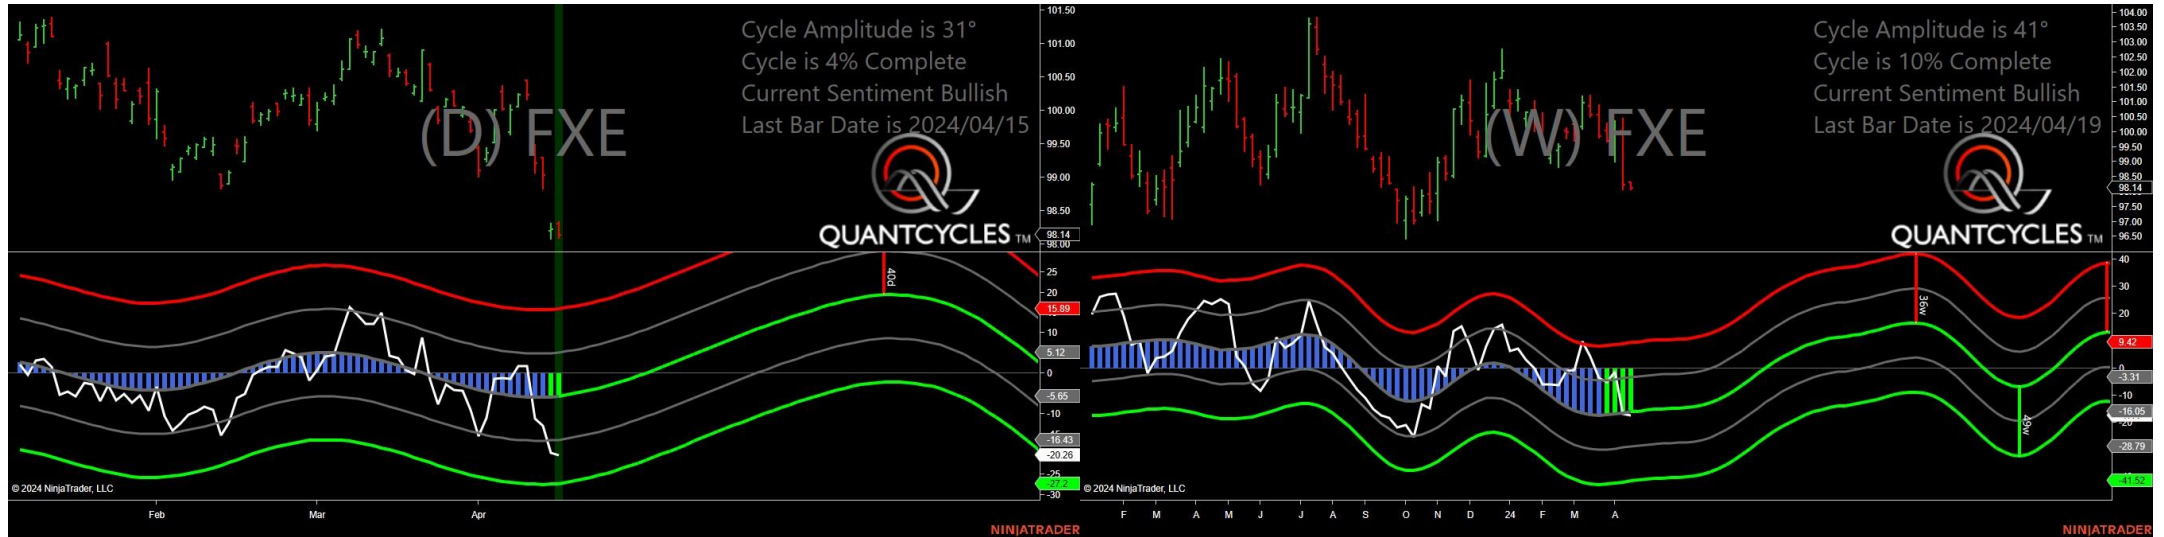 Cycle Amplitude is 31°
Cycle is 4% Complete
Current Sentiment Bullish
Last Bar Date is 2024/04/15
(D) FXE
QUANTCYCLES TM
101.50
101.00
100.50
100.00
99.50
99.00
98.50
98.14
98.00
40d
25
20
15.89
10
5.12
0
-5.65
-10
-16.43
-20.26
-25
-27.2
-30
© 2024 NinjaTrader, LLC
Feb
Mar
Apr
NINJATRADER
Cycle Amplitude is 41°
Cycle is 10% Complete
Current Sentiment Bullish
Last Bar Date is 2024/04/19
(W) FXE
QUANTCYCLES TM
104.00
103.50
103.00
102.50
102.00
101.50
101.00
100.50
100.00
99.50
99.00
98.50
98.14
97.50
97.00
96.50
36w
49w
40
30
20
9.42
0
-3.31
-10
-16.05
-20
-28.79
-41.52
© 2024 NinjaTrader, LLC
F
M
A
M
J
J
A
S
O
N
D
24
F
M
A
NINJATRADER